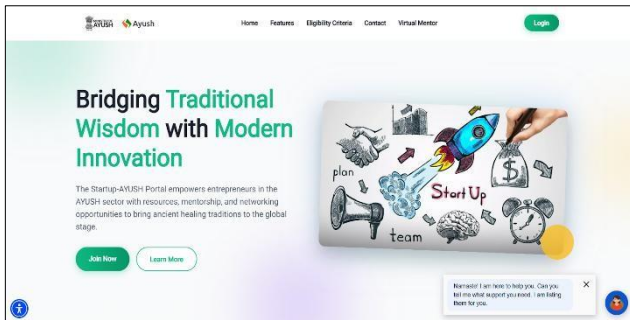 AYUSH Ayush
Home Features Eligibility Criteria Contact Virtual Mentor
Login
Bridging Traditional
Wisdom with Modern
Innovation
The Startup-AYUSH Portal empowers entrepreneurs in the
AYUSH sector with resources, mentorship, and networking
opportunities to bring ancient healing traditions to the global
stage.
Join Now Learn More
plan
Start Up
$
team
Namaste! I am here to help you. Can you
tell me what support you need. I am listing
them for you.